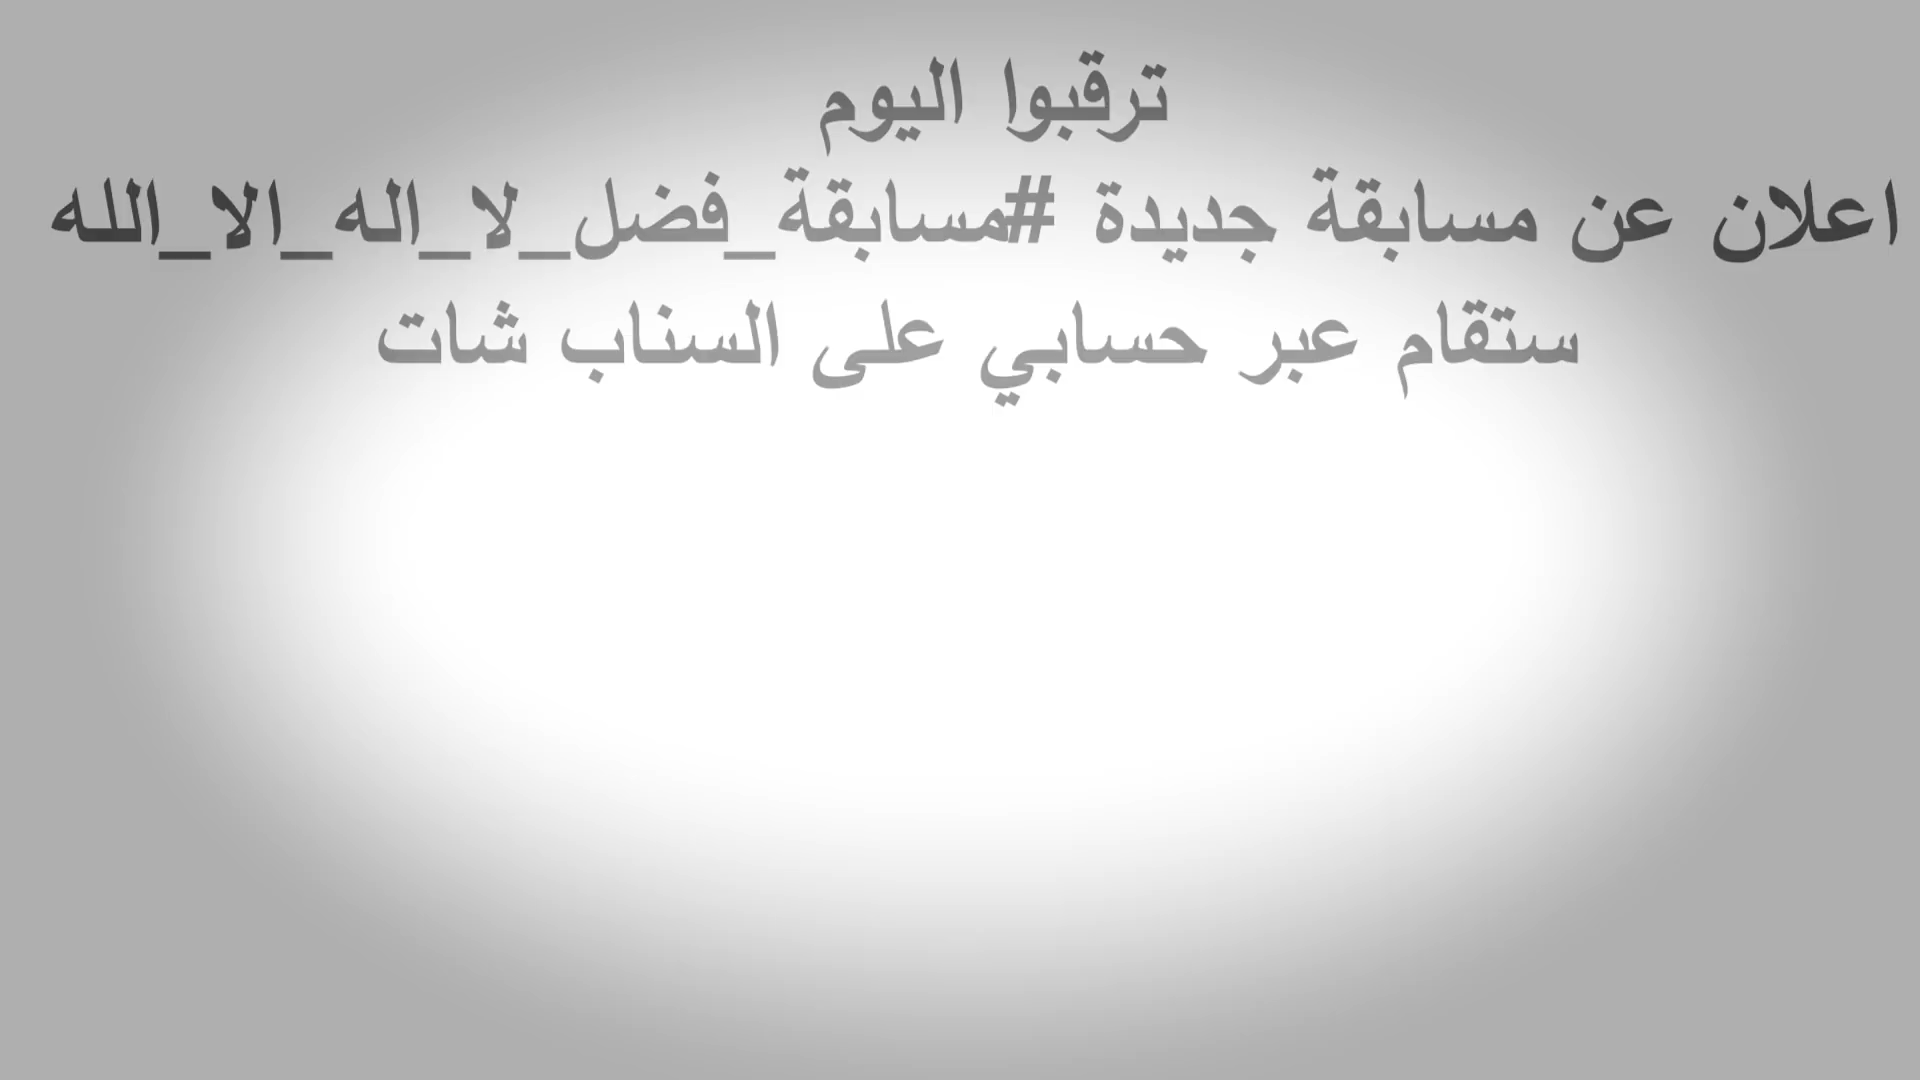 ترقبوا اليوم
اعلان عن مسابقة جديدة #مسابقة_فضل_لا_اله_الا_الله
ستقام عبر حسابي على السناب شات